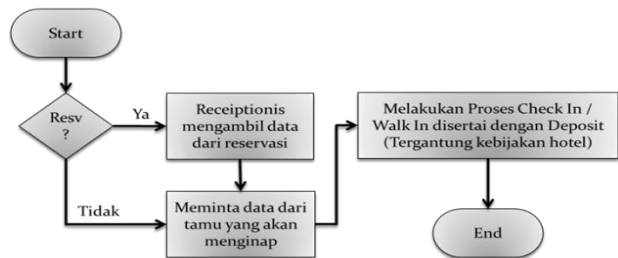 Start
Resv
?
Ya
Receiptionis
mengambil data
dari reservasi
Tidak
Meminta data dari
tamu yang akan
menginap
Melakukan Proses Check In /
Walk In disertai dengan Deposit
(Tergantung kebijakan hotel)
End